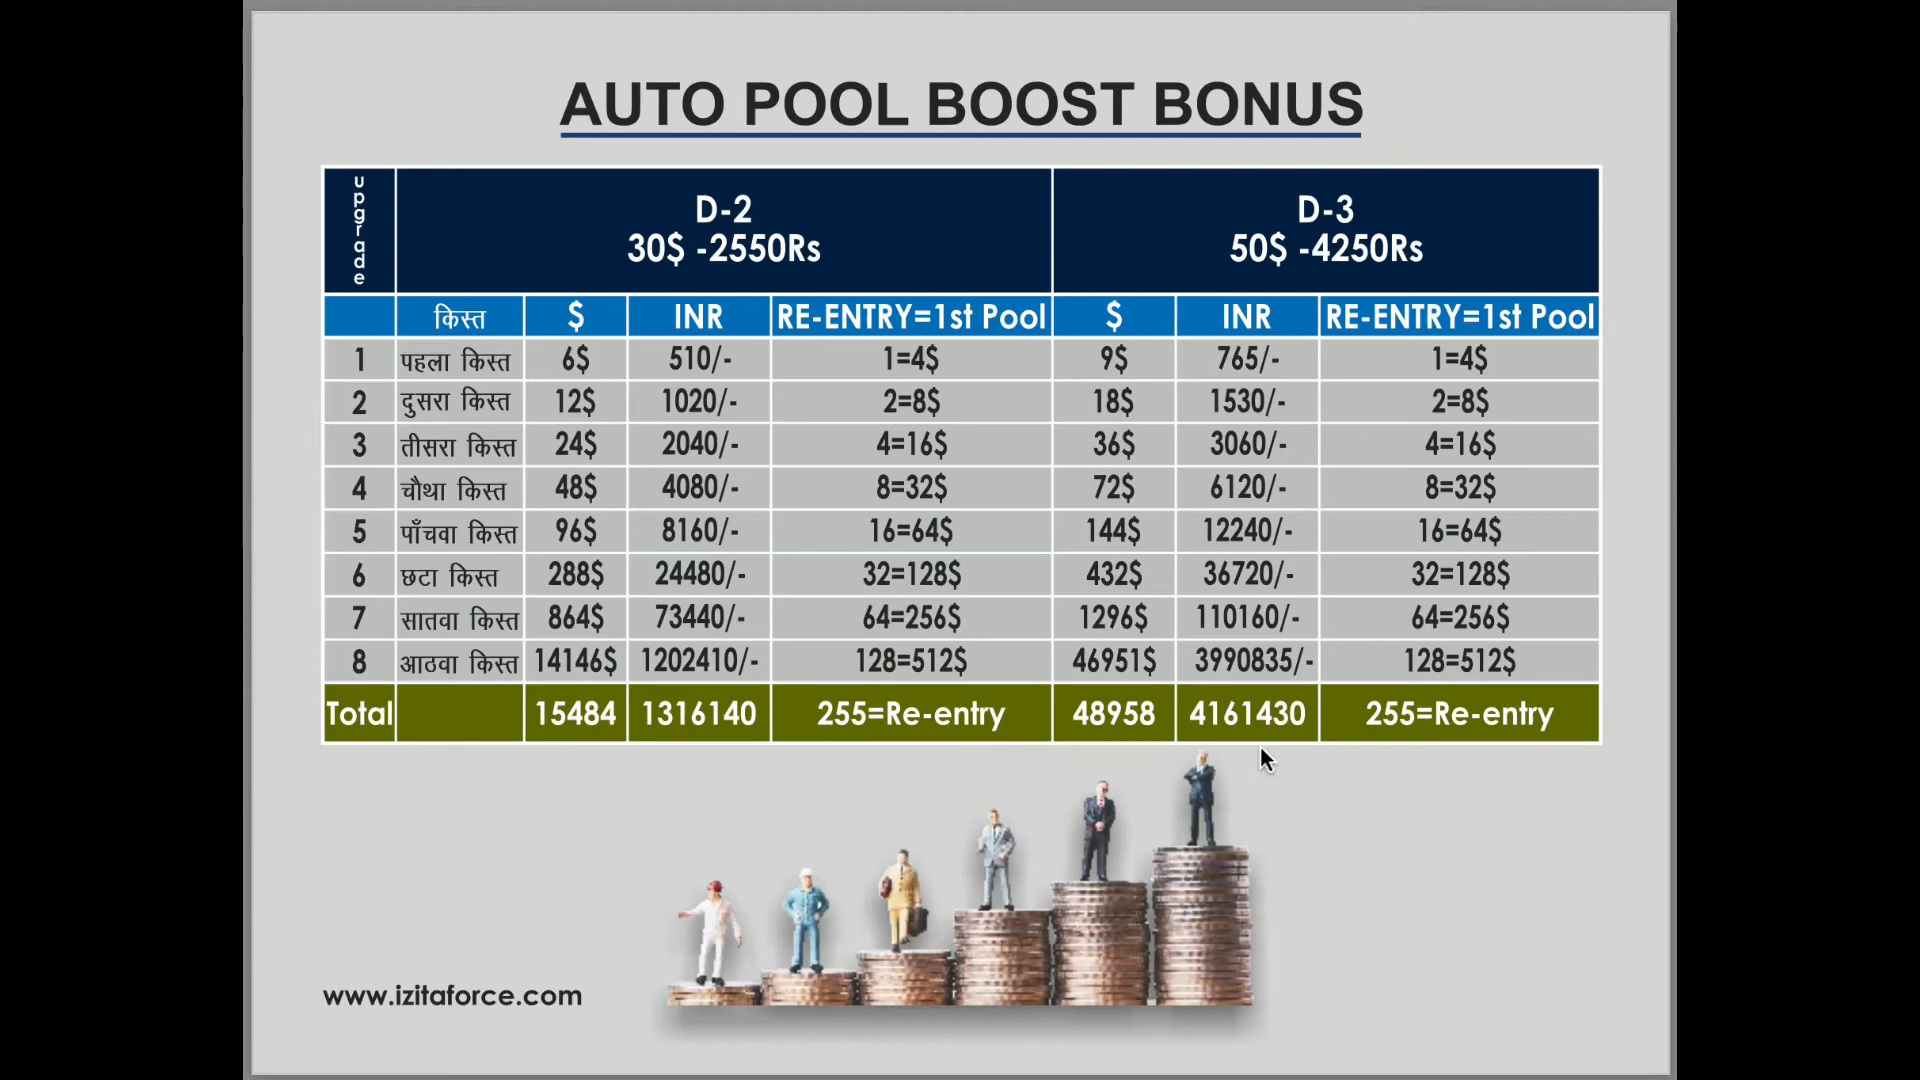 AUTO POOL BOOST BONUS
upgrade
D-2
30$ -2550Rs
D-3
50$ -4250Rs
किस्त $ INR RE-ENTRY=1st Pool $ INR RE-ENTRY=1st Pool
1 पहला किस्त 6$ 510/- 1=4$ 9$ 765/- 1=4$
2 दुसरा किस्त 12$ 1020/- 2=8$ 18$ 1530/- 2=8$
3 तीसरा किस्त 24$ 2040/- 4=16$ 36$ 3060/- 4=16$
4 चौथा किस्त 48$ 4080/- 8=32$ 72$ 6120/- 8=32$
5 पाँचवा किस्त 96$ 8160/- 16=64$ 144$ 12240/- 16=64$
6 छटा किस्त 288$ 24480/- 32=128$ 432$ 36720/- 32=128$
7 सातवा किस्त 864$ 73440/- 64=256$ 1296$ 110160/- 64=256$
8 आठवा किस्त 14146$ 1202410/- 128=512$ 46951$ 3990835/- 128=512$
Total 15484 1316140 255=Re-entry 48958 4161430 255=Re-entry
www.izitaforce.com